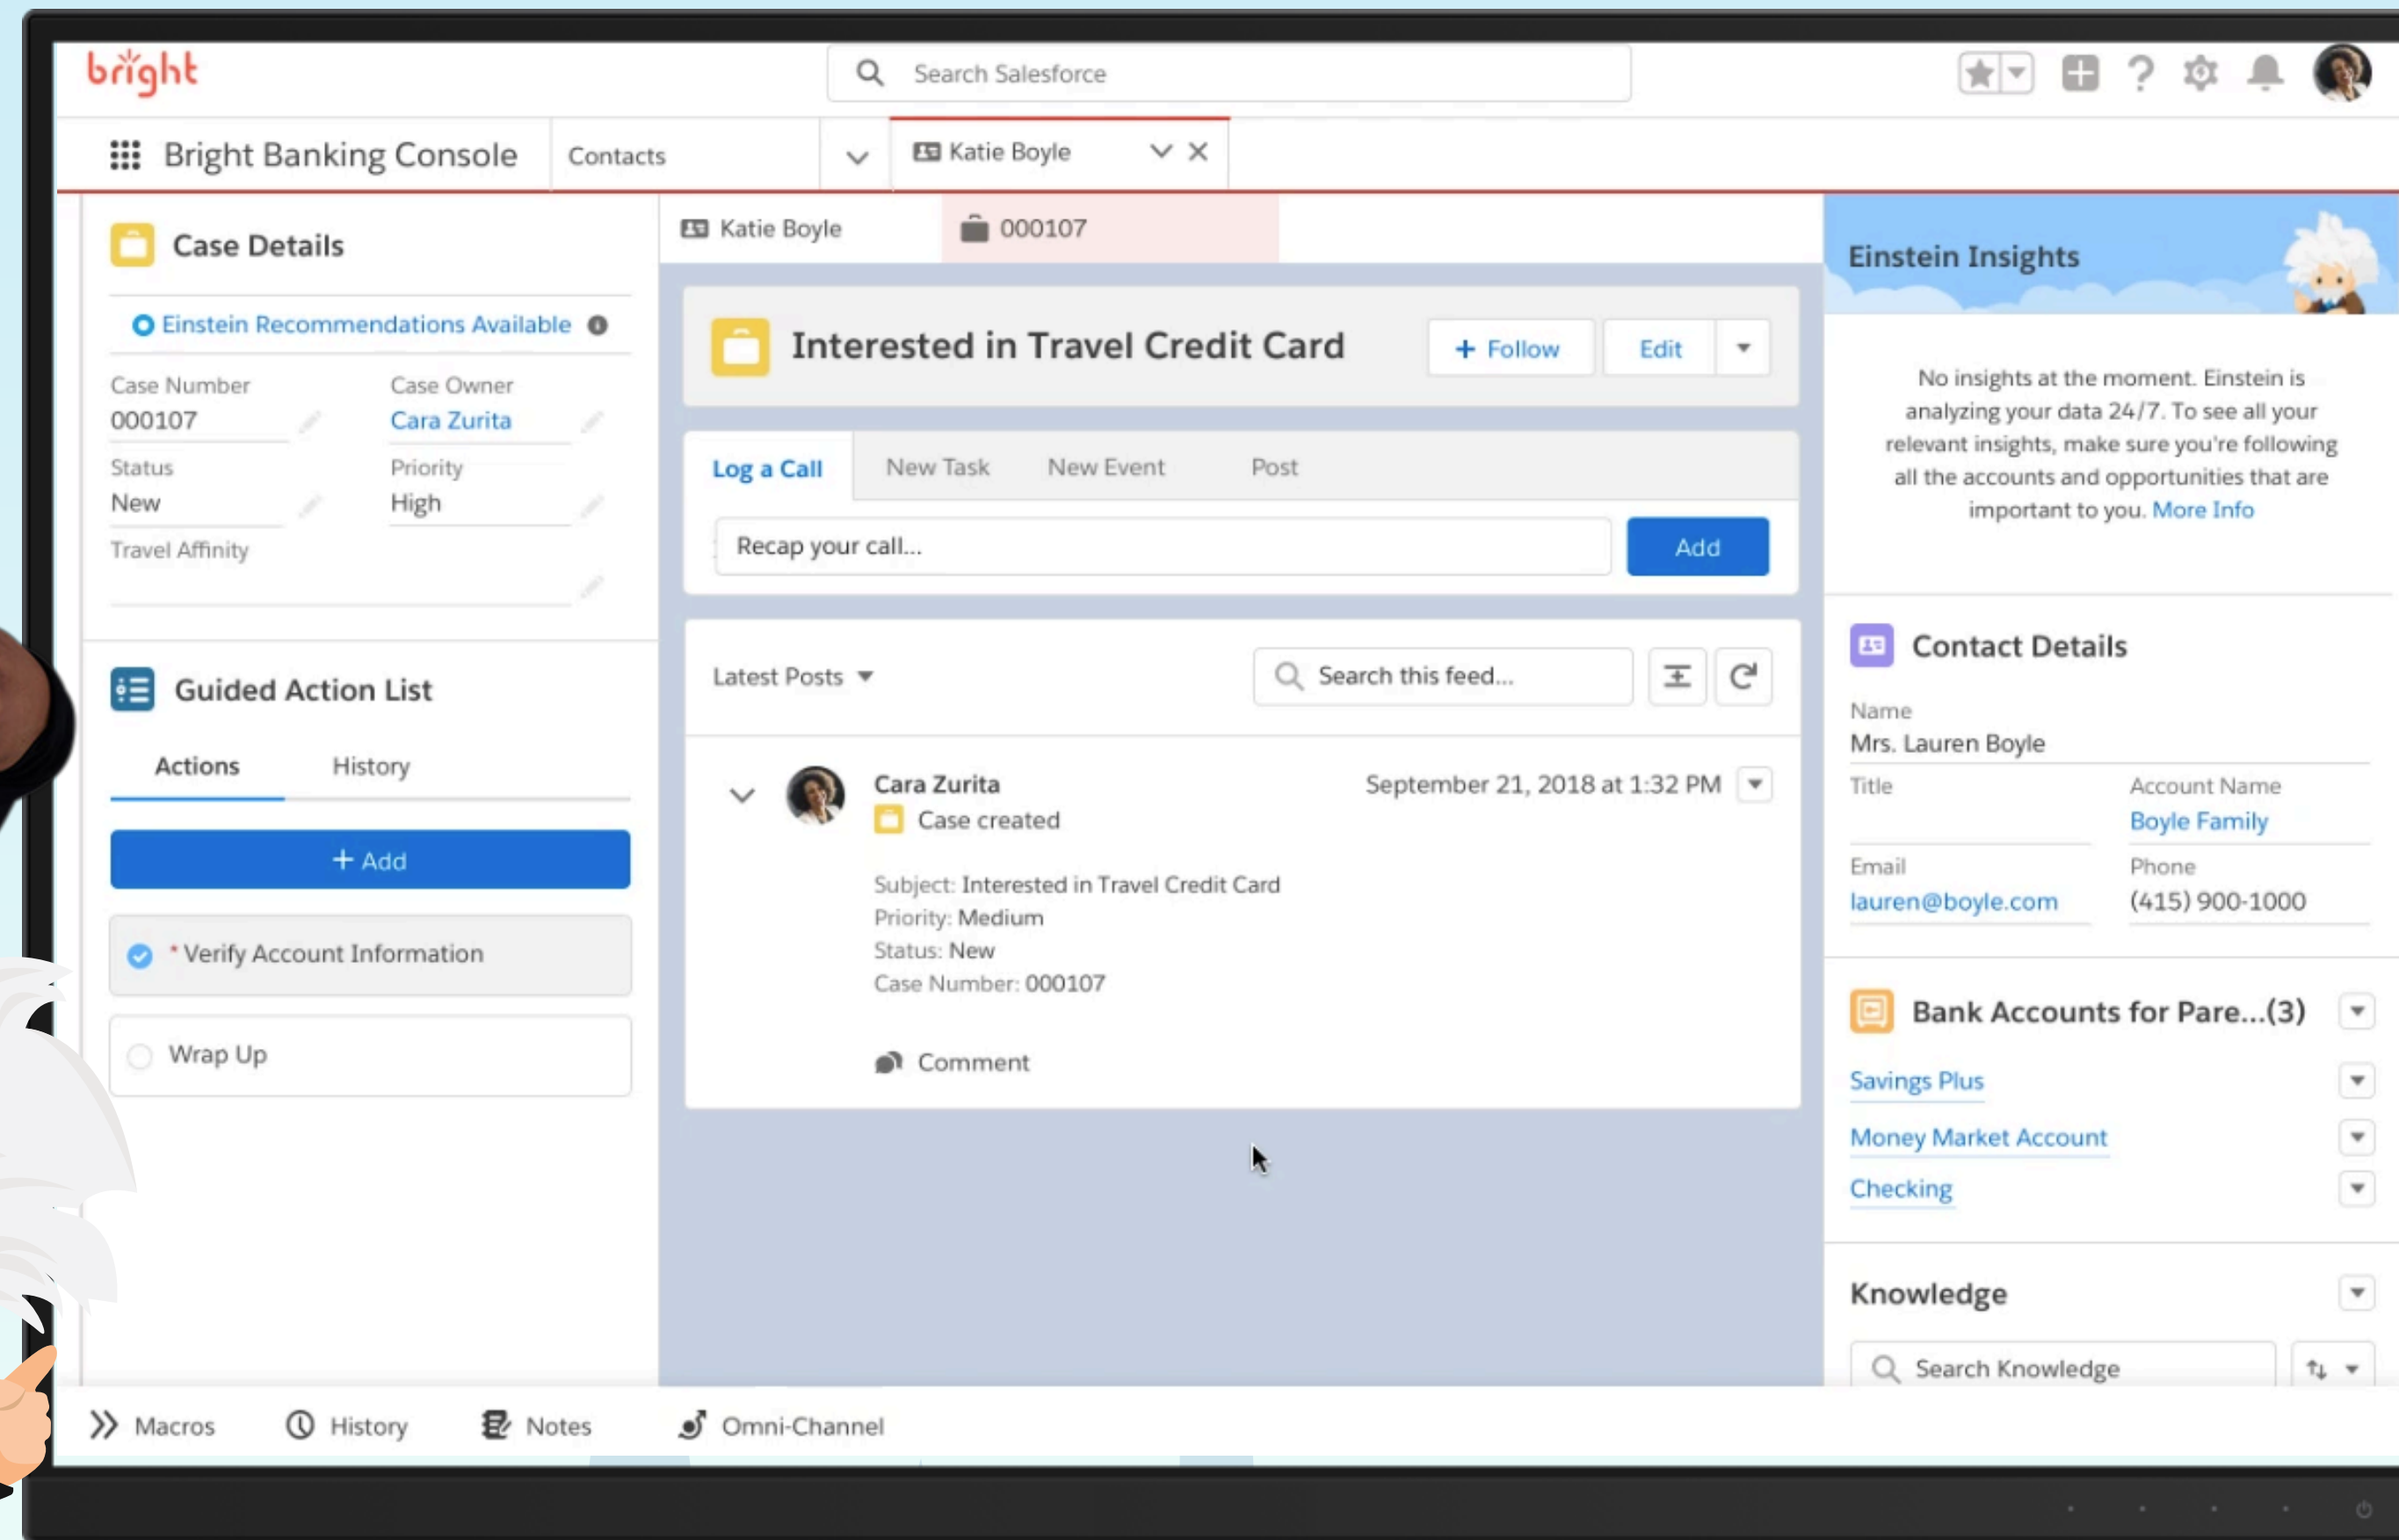 bright
Search Salesforce
Bright Banking Console
Contacts
Katie Boyle
Case Details
Einstein Recommendations Available
Case Number
000107
Case Owner
Cara Zurita
Status
New
Priority
High
Travel Affinity
Guided Action List
Actions
History
+ Add
* Verify Account Information
Wrap Up
Katie Boyle
000107
Interested in Travel Credit Card
+ Follow
Edit
Log a Call
New Task
New Event
Post
Recap your call...
Add
Latest Posts
Search this feed...
Cara Zurita
September 21, 2018 at 1:32 PM
Case created
Subject: Interested in Travel Credit Card
Priority: Medium
Status: New
Case Number: 000107
Comment
Einstein Insights
No insights at the moment. Einstein is
analyzing your data 24/7. To see all your
relevant insights, make sure you're following
all the accounts and opportunities that are
important to you. More Info
Contact Details
Name
Mrs. Lauren Boyle
Title
Account Name
Boyle Family
Email
lauren@boyle.com
Phone
(415) 900-1000
Bank Accounts for Pare...(3)
Savings Plus
Money Market Account
Checking
Knowledge
Search Knowledge
Macros
History
Notes
Omni-Channel